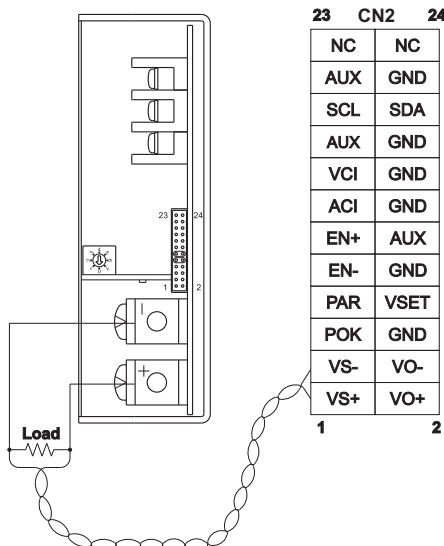 23 CN2 24
NC NC
AUX GND
SCL SDA
AUX GND
VCI GND
ACI GND
EN+ AUX
EN- GND
PAR VSET
POK GND
VS- VO-
VS+ VO+
1 2
23 24
1 2
-
+
Load